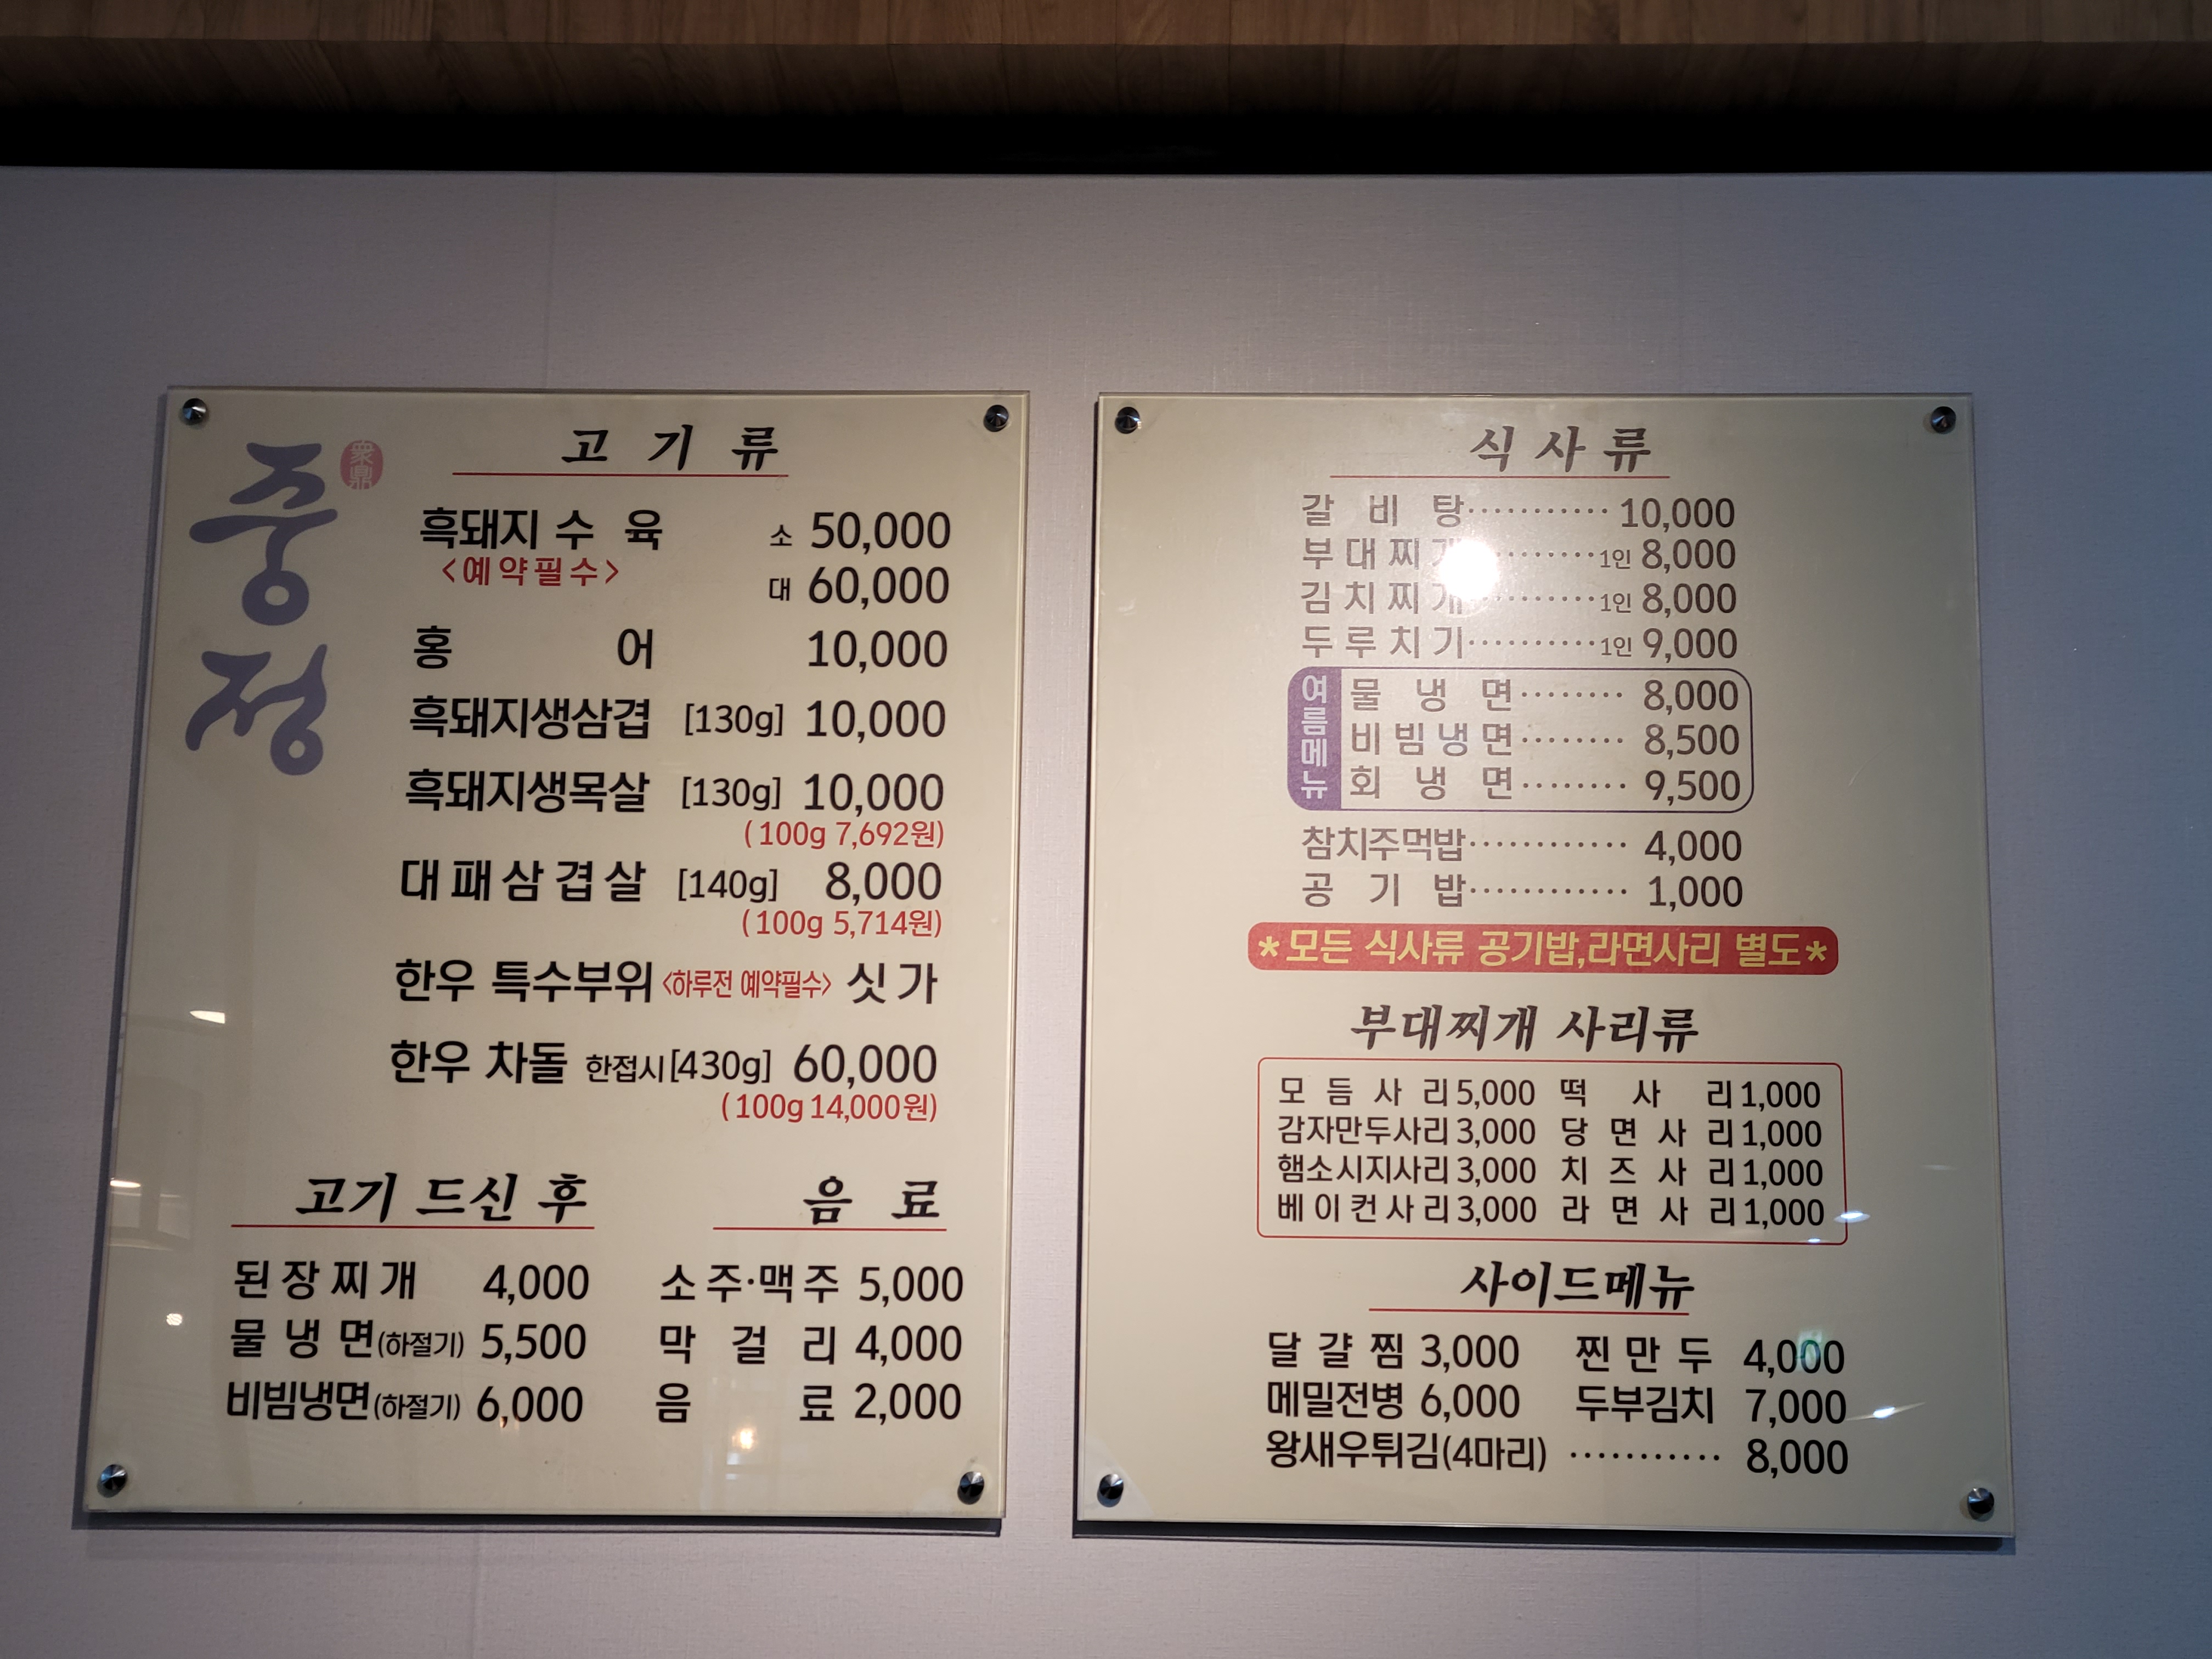 중정
衆鼎
고기류
흑돼지 수육 소 50,000
<예약필수>
대 60,000
홍어 10,000
흑돼지생삼겹 [130g] 10,000
흑돼지생목살 [130g] 10,000
(100g 7,692원)
대패삼겹살 [140g] 8,000
(100g 5,714원)
한우 특수부위 <하루전 예약필수> 싯가
한우 차돌 한접시[430g] 60,000
(100g 14,000원)
고기 드신 후
된장찌개 4,000
물냉면(하절기) 5,500
비빔냉면(하절기) 6,000
음료
소주·맥주 5,000
막걸리 4,000
음료 2,000
식사류
갈비탕··········· 10,000
부대찌개·········1인 8,000
김치찌개·········1인 8,000
두루치기··········1인 9,000
여름메뉴
물냉면········ 8,000
비빔냉면········ 8,500
회냉면········ 9,500
참치주먹밥············ 4,000
공기밥············ 1,000
*모든 식사류 공기밥,라면사리 별도*
부대찌개 사리류
모듬사리 5,000 떡사리 1,000
감자만두사리 3,000 당면사리 1,000
햄소시지사리 3,000 치즈사리 1,000
베이컨사리 3,000 라면사리 1,000
사이드메뉴
달걀찜 3,000 찐만두 4,000
메밀전병 6,000 두부김치 7,000
왕새우튀김(4마리) ··········· 8,000